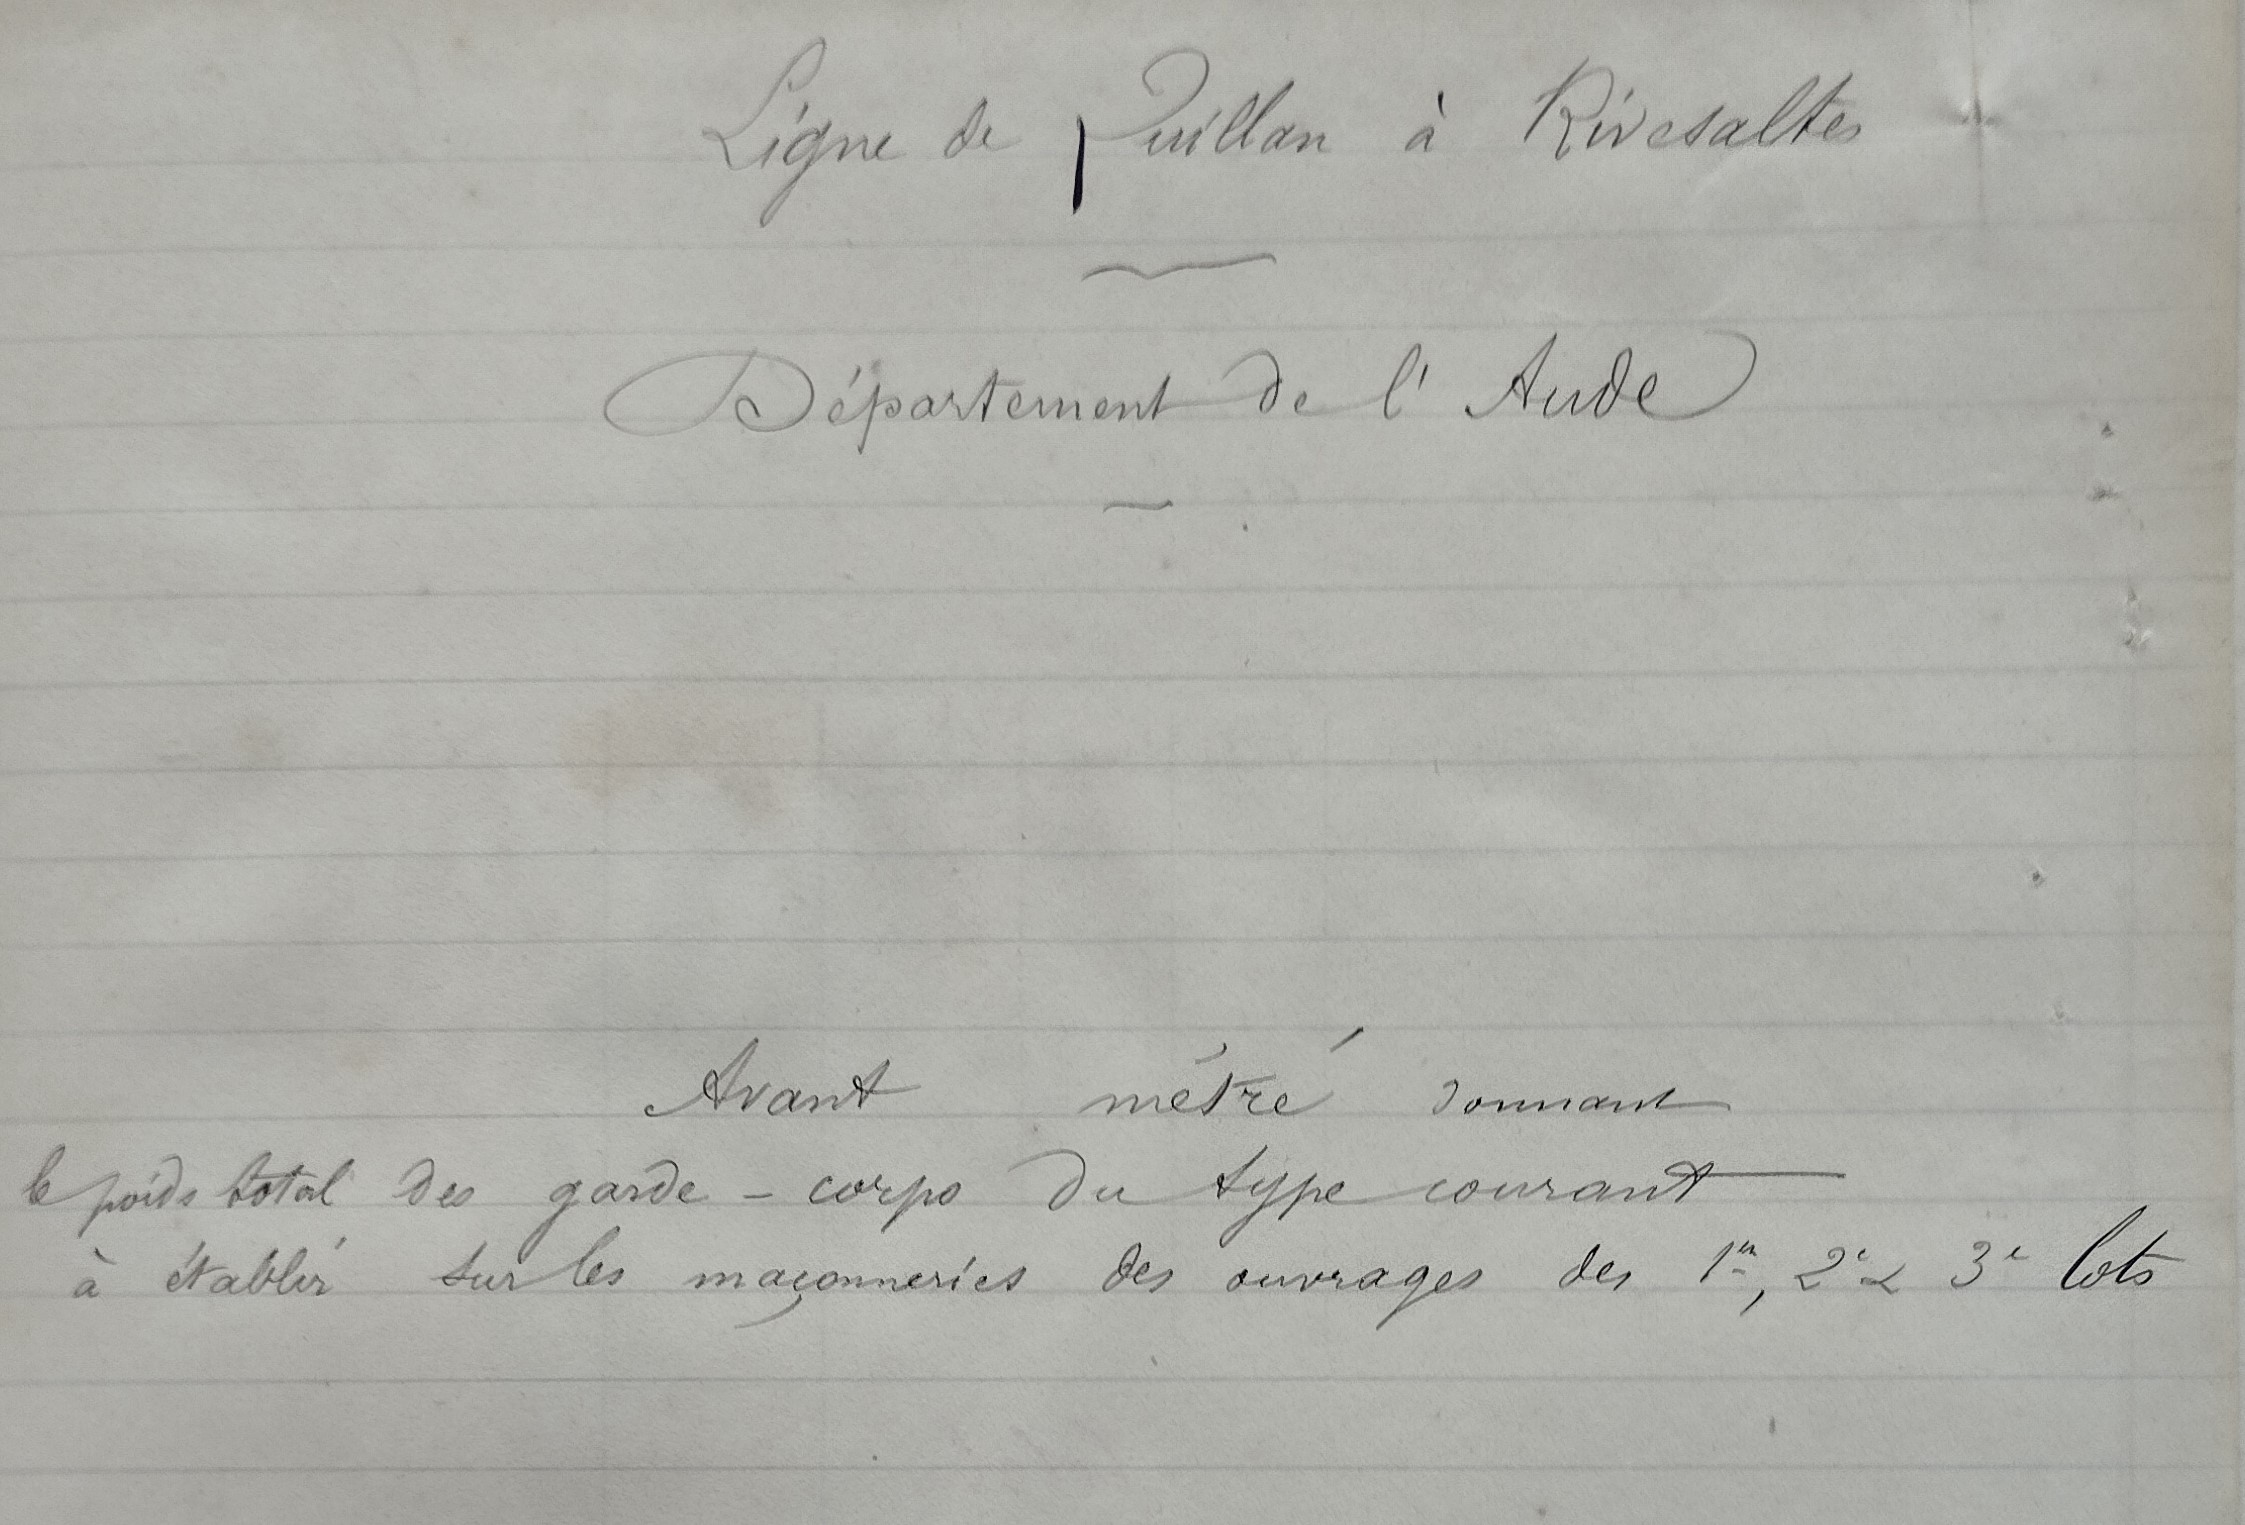 Ligne de Quillan à Rivesaltes
Département de l'Aude
Avant métré donnant
le poids total des garde-corps du type courant
à établir sur les maçonneries des ouvrages des 1er, 2e & 3e lots